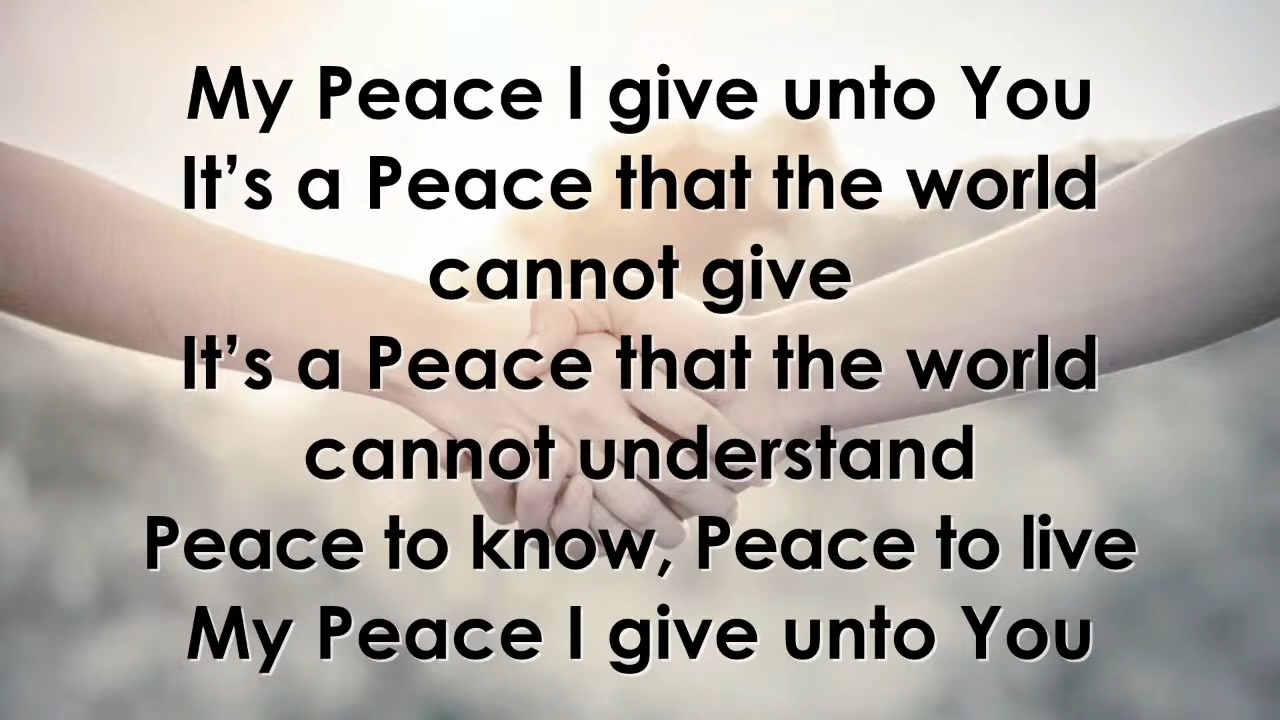 My Peace I give unto You
It’s a Peace that the world
cannot give
It’s a Peace that the world
cannot understand
Peace to know, Peace to live
My Peace I give unto You